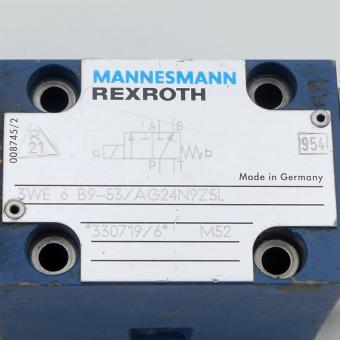 MANNESMANN
REXROTH
008745/2
R
21
A B
a b
P T
954
Made in Germany
3WE 6 B9-53/AG24N9Z5L
*330719/6* M52